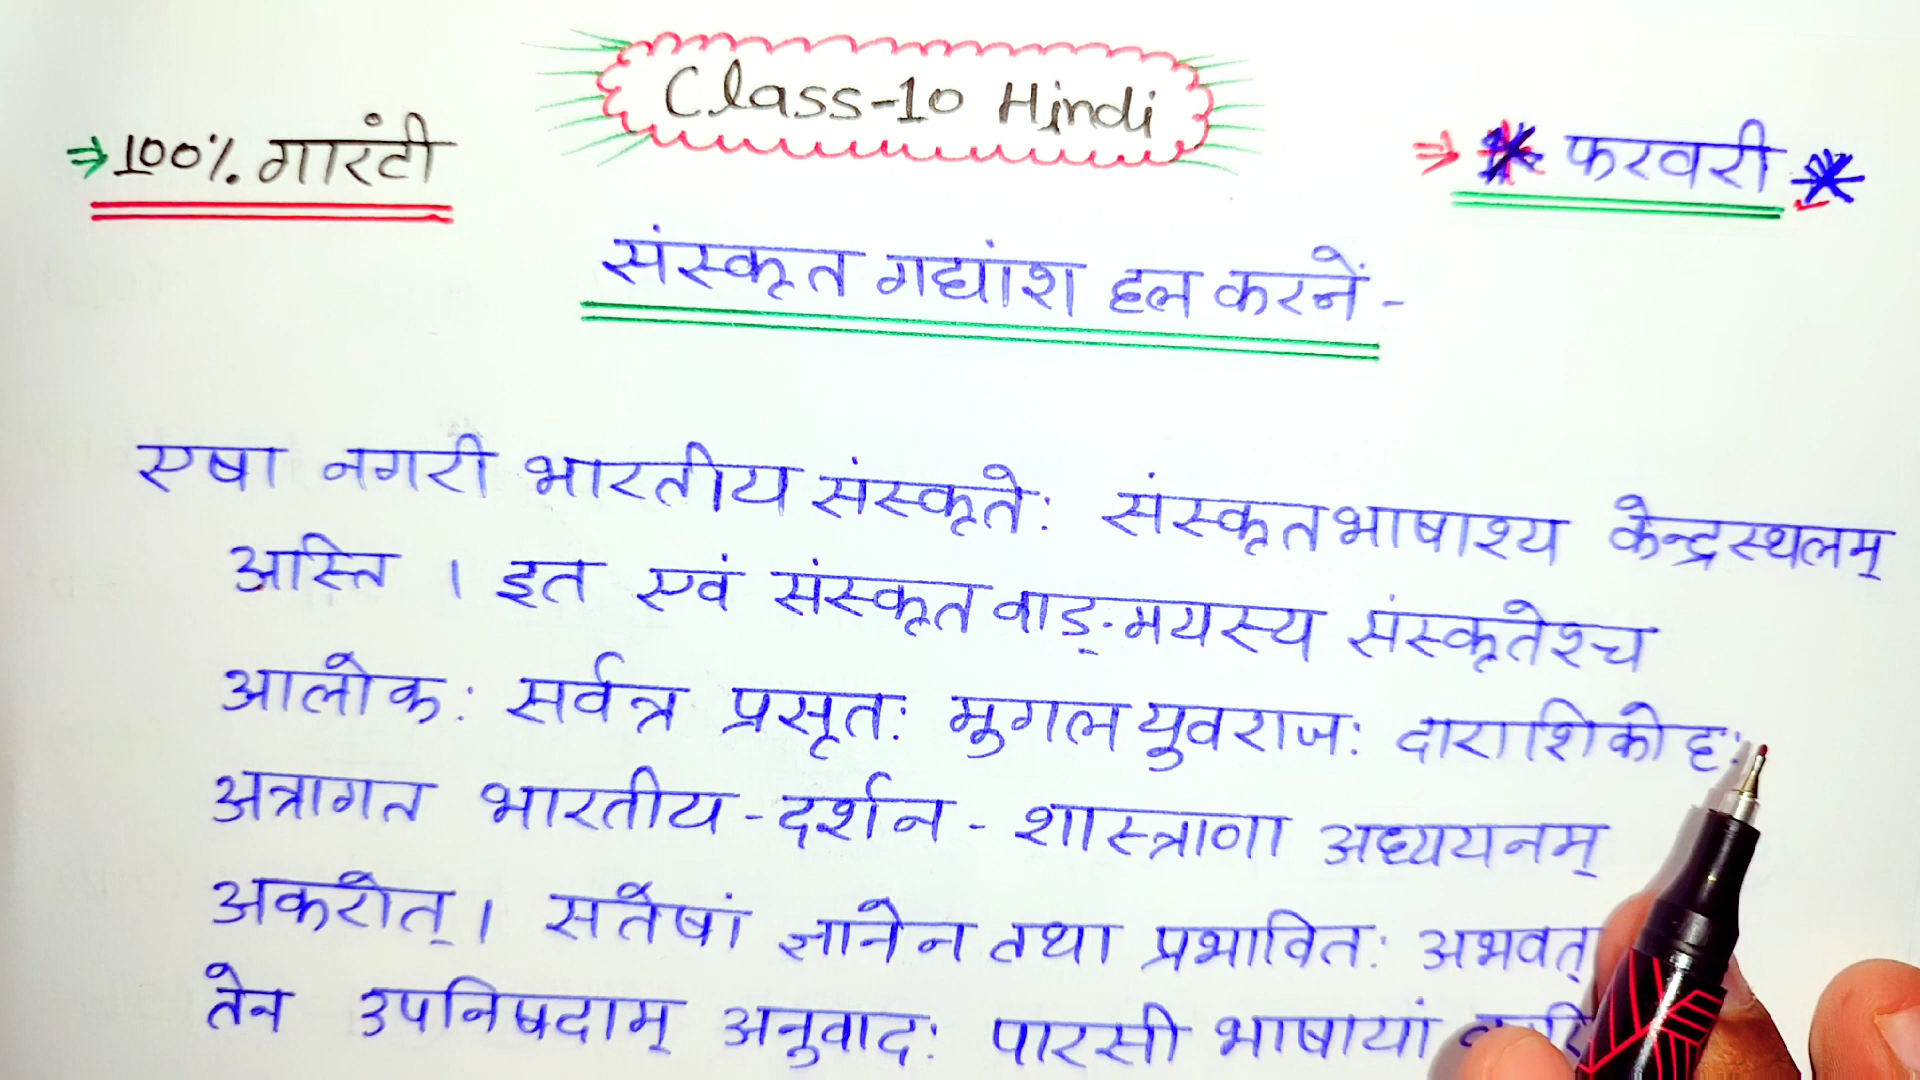 Class-10 Hindi
⇒ 100%. गारंटी
⇒ * फरवरी *
संस्कृत गद्यांश हल करनें -
एषा नगरी भारतीय संस्कृते: संस्कृतभाषाश्य केन्द्रस्थलम्
अस्ति । इत एवं संस्कृत वाङ्मयस्य संस्कृतेश्च
आलोक: सर्वत्र प्रसृत: मुगल युवराज: दाराशिकोह:
अत्रागत भारतीय - दर्शन - शास्त्राणा अध्ययनम्
अकरोत् । सतेषां ज्ञानेन तथा प्रभावित: अभवत्
तेन उपनिषदाम् अनुवाद: पारसी भाषायां